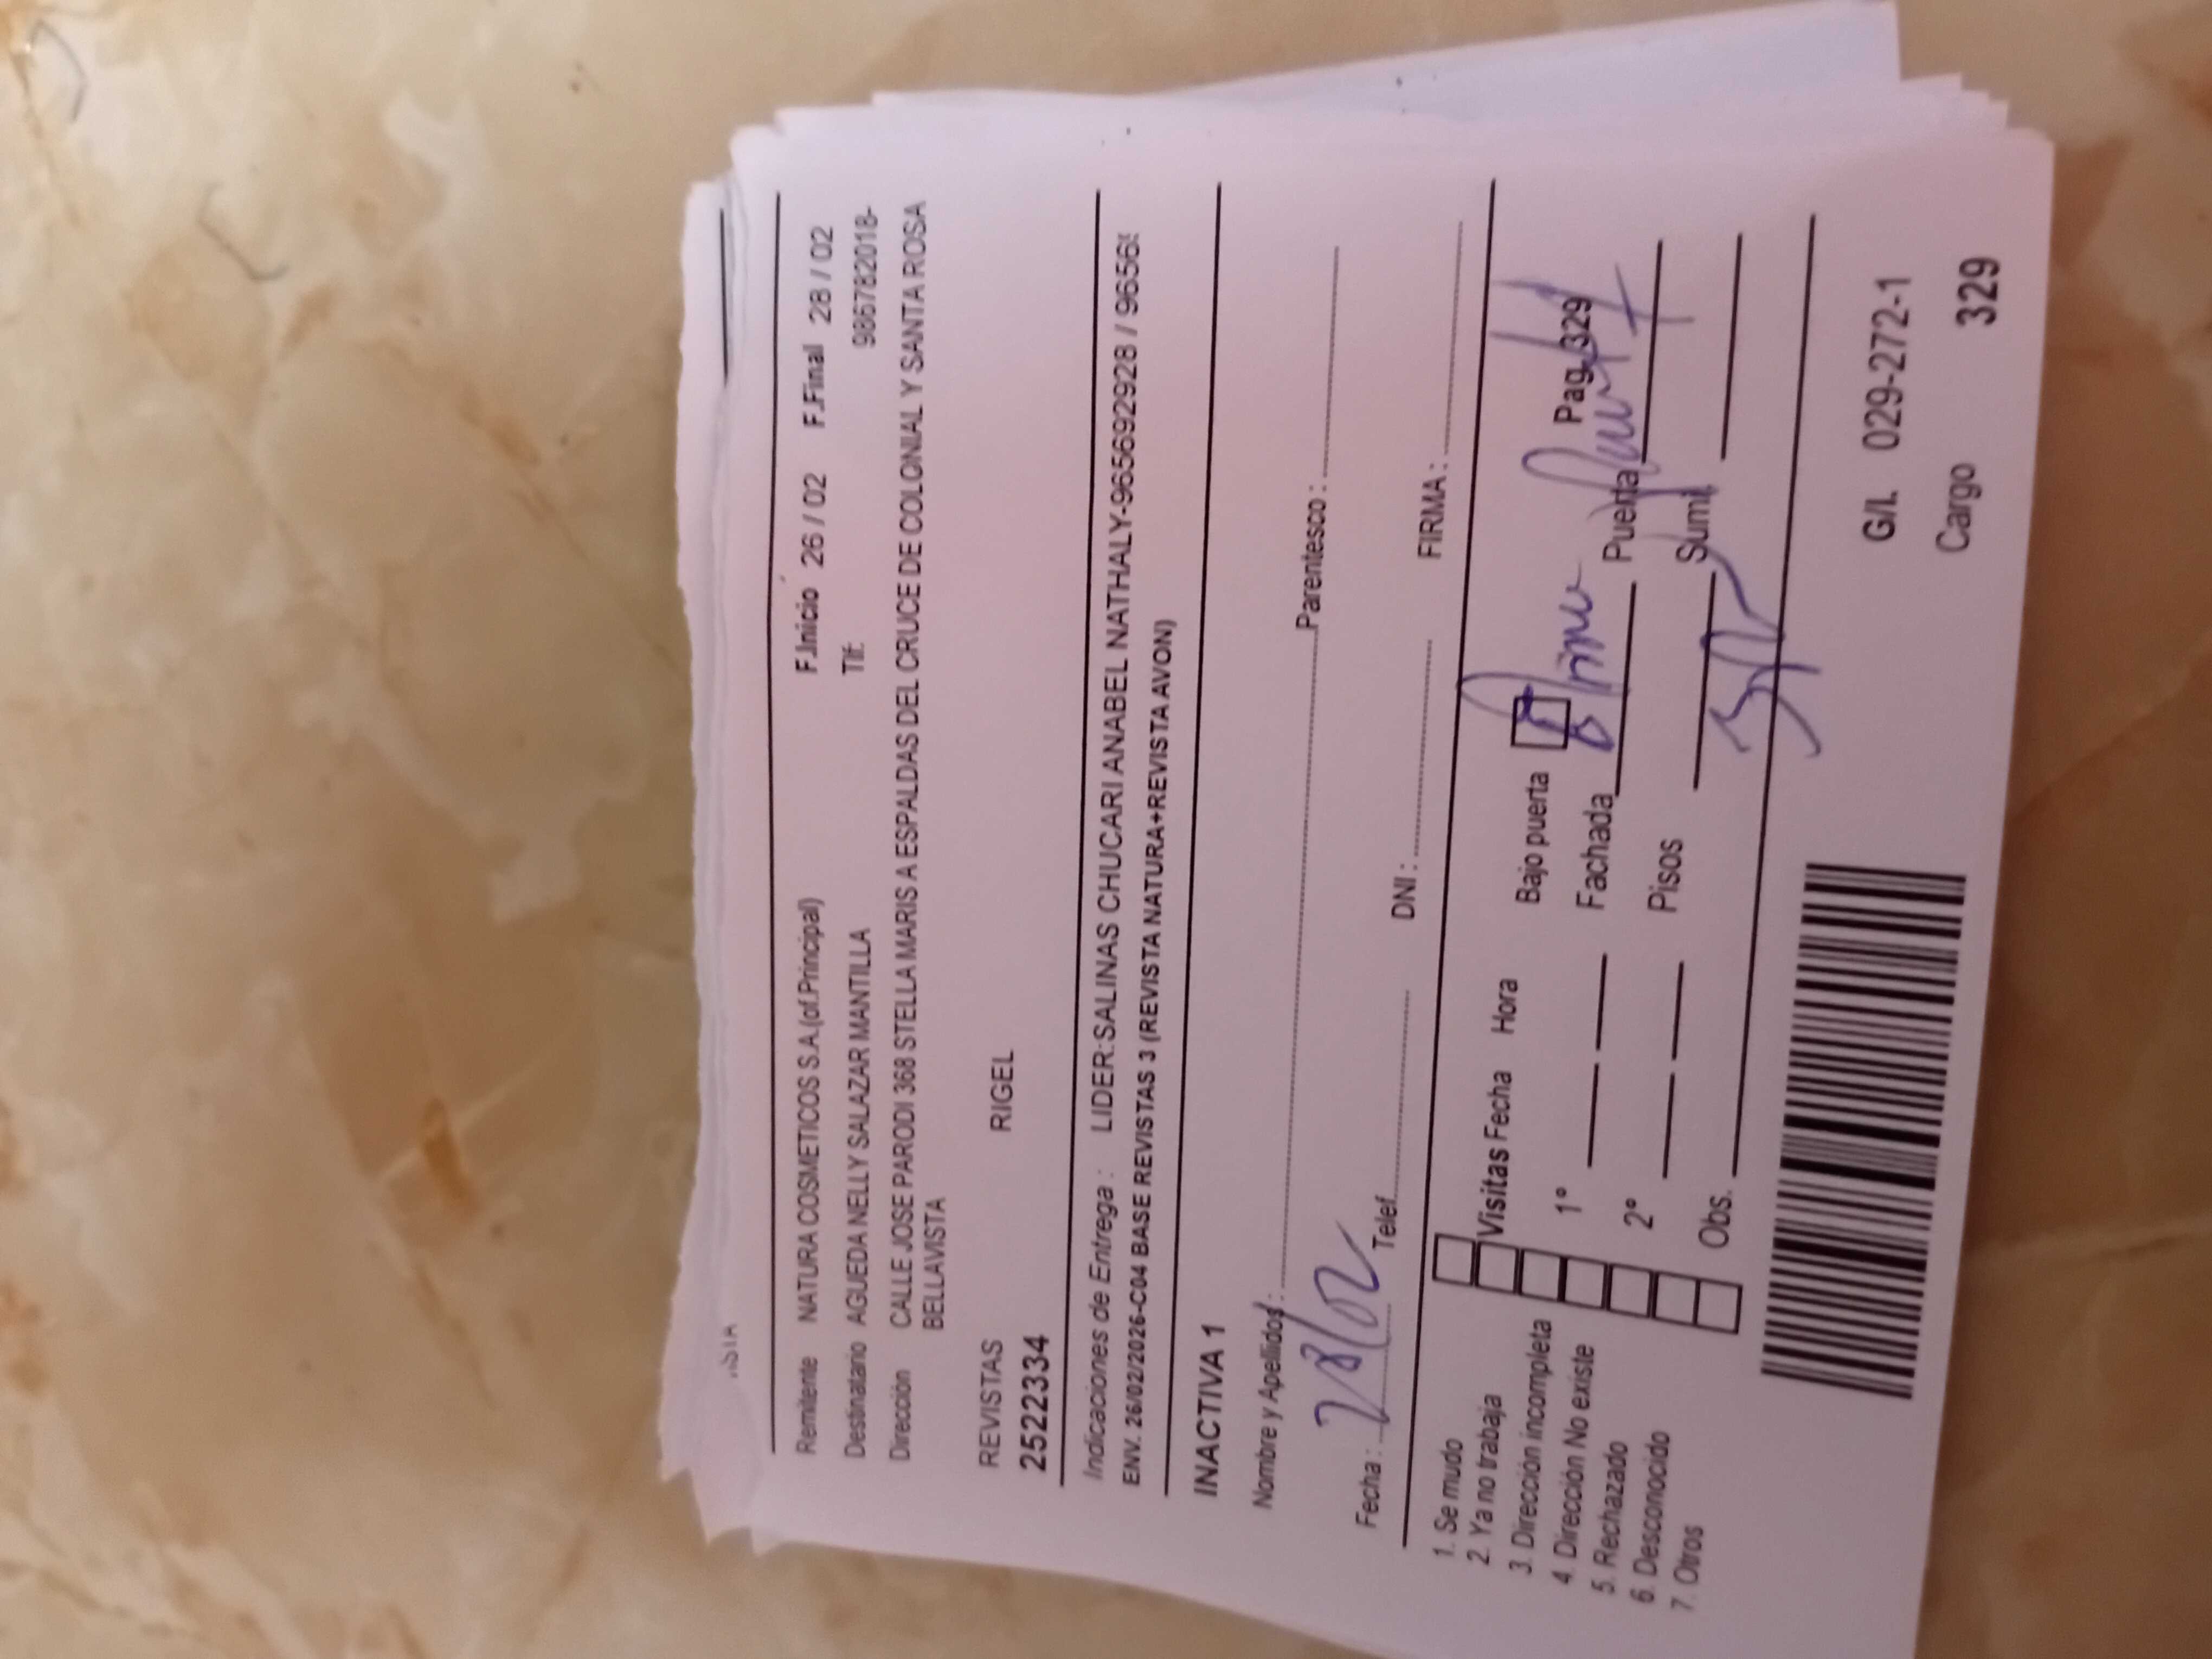 F.Inicio 26 / 02 F.Final 28 / 02
Remitente NATURA COSMETICOS S.A.(of.Principal) Tlf. 986782018-
Destinatario AGUEDA NELLY SALAZAR MANTILLA
Dirección CALLE JOSE PARODI 368 STELLA MARIS A ESPALDAS DEL CRUCE DE COLONIAL Y SANTA ROSA
BELLAVISTA
REVISTAS RIGEL
2522334
Indicaciones de Entrega : LIDER:SALINAS CHUCARI ANABEL NATHALY-965692928 / 96569
ENV. 26/02/2026-C04 BASE REVISTAS 3 (REVISTA NATURA+REVISTA AVON)
INACTIVA 1
Nombre y Apellidos : Parentesco :
Fecha : 28/02 Telef. DNI : FIRMA :
1. Se mudo
2. Ya no trabaja
3. Dirección incompleta
4. Dirección No existe
5. Rechazado
6. Desconocido
7. Otros
Visitas Fecha Hora Bajo puerta Pag. 329
1° Fachada Puerta
2° Pisos Sumi.
Obs.
G/I. 029-272-1
Cargo 329